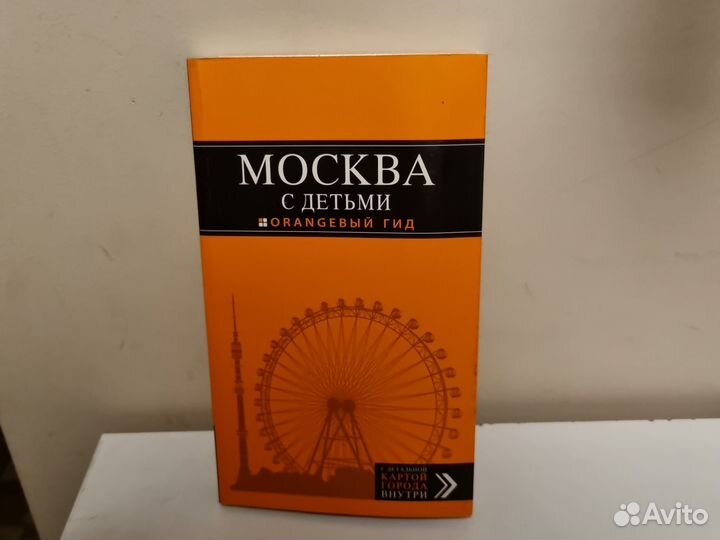 МОСКВА
С ДЕТЬМИ
ORANGEВЫЙ ГИД
С ДЕТАЛЬНОЙ
КАРТОЙ
ГОРОДА
ВНУТРИ
Avito